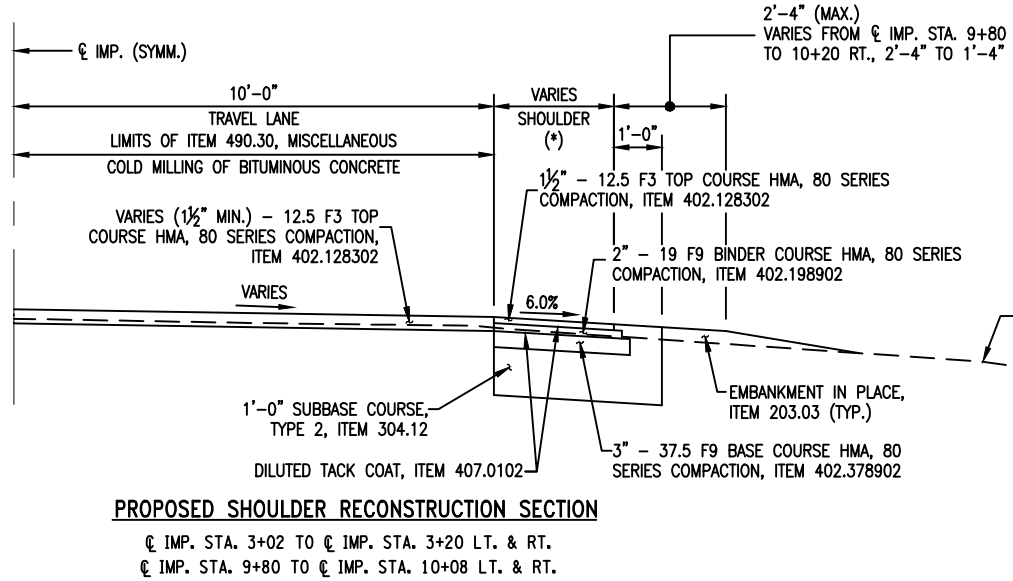 2'-4" (MAX.)
VARIES FROM ℄ IMP. STA. 9+80
TO 10+20 RT., 2'-4" TO 1'-4"
℄ IMP. (SYMM.)
10'-0"
TRAVEL LANE
LIMITS OF ITEM 490.30, MISCELLANEOUS
COLD MILLING OF BITUMINOUS CONCRETE
VARIES
SHOULDER
(*)
1'-0"
1½" - 12.5 F3 TOP COURSE HMA, 80 SERIES
COMPACTION, ITEM 402.128302
VARIES (1½" MIN.) - 12.5 F3 TOP
COURSE HMA, 80 SERIES COMPACTION,
ITEM 402.128302
2" - 19 F9 BINDER COURSE HMA, 80 SERIES
COMPACTION, ITEM 402.198902
VARIES
6.0%
1'-0" SUBBASE COURSE,
TYPE 2, ITEM 304.12
EMBANKMENT IN PLACE,
ITEM 203.03 (TYP.)
DILUTED TACK COAT, ITEM 407.0102
3" - 37.5 F9 BASE COURSE HMA, 80
SERIES COMPACTION, ITEM 402.378902
PROPOSED SHOULDER RECONSTRUCTION SECTION
℄ IMP. STA. 3+02 TO ℄ IMP. STA. 3+20 LT. & RT.
℄ IMP. STA. 9+80 TO ℄ IMP. STA. 10+08 LT. & RT.